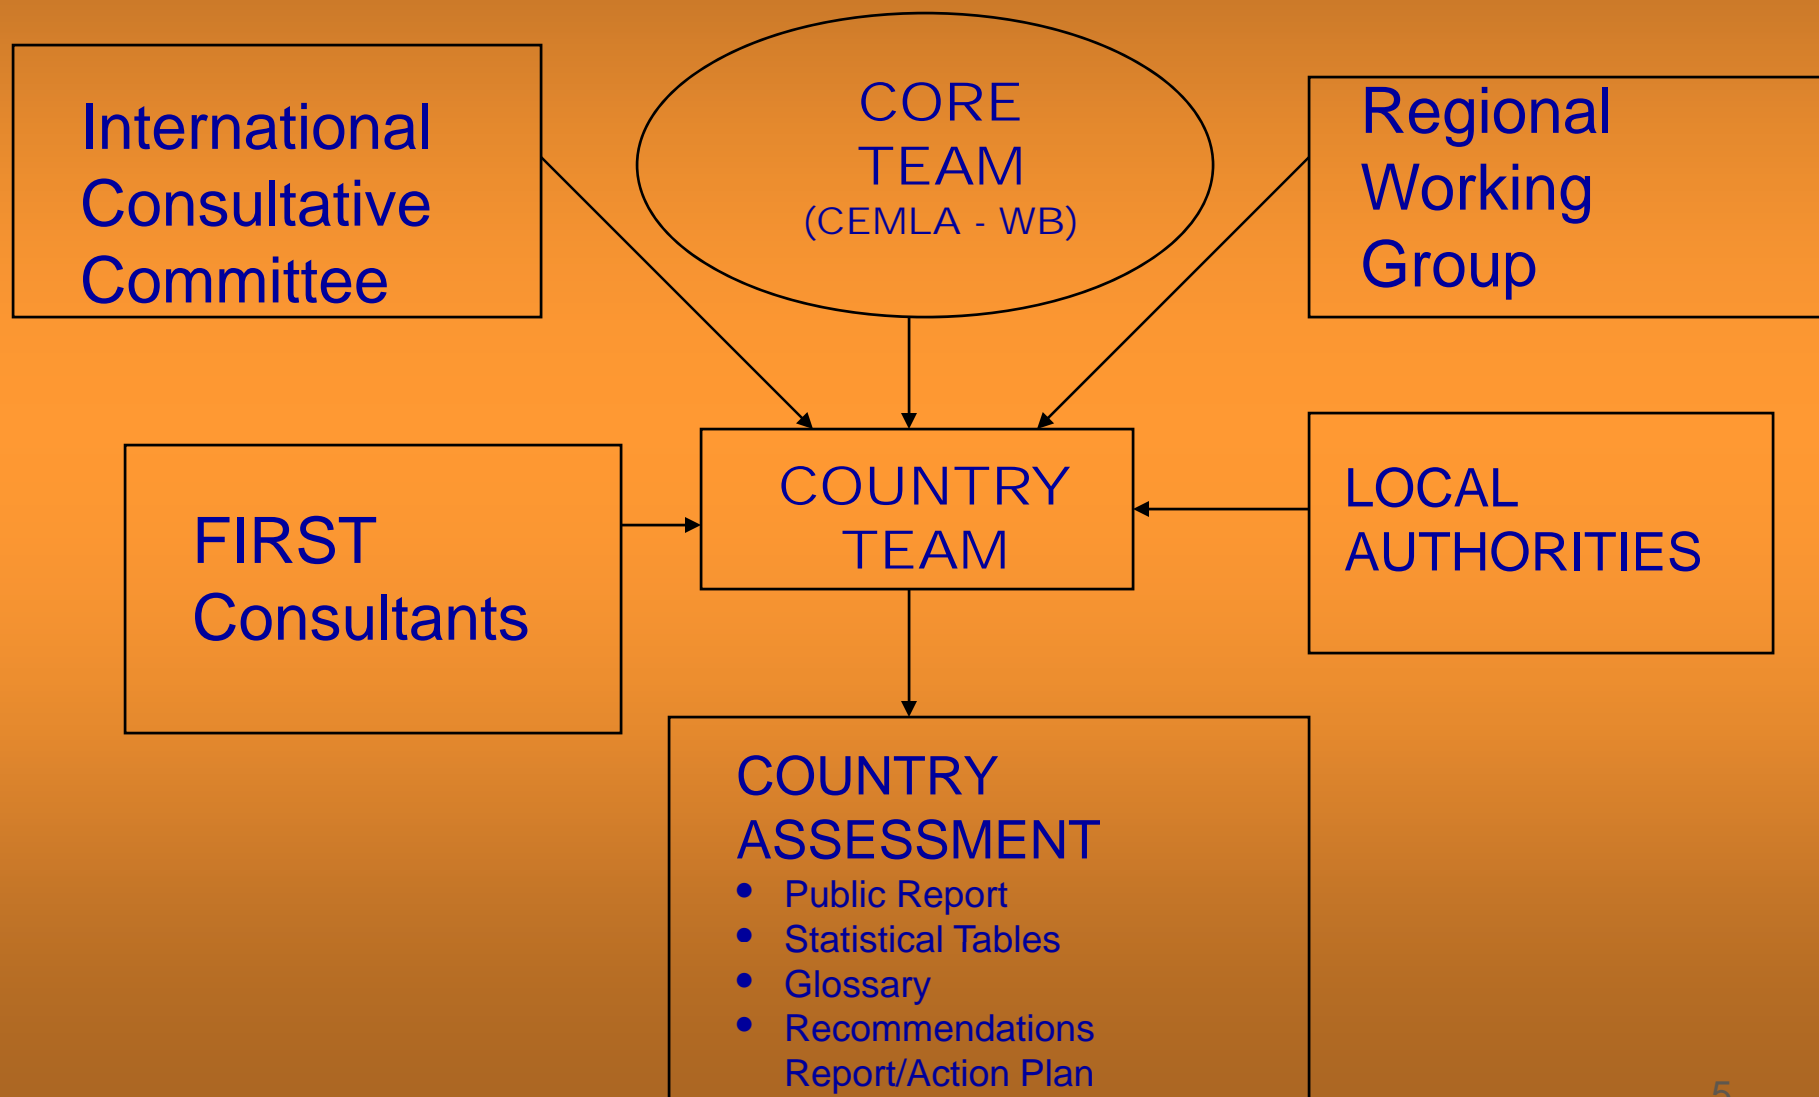 International
Consultative
Committee
CORE
TEAM
(CEMLA - WB)
Regional
Working
Group
FIRST
Consultants
COUNTRY
TEAM
LOCAL
AUTHORITIES
COUNTRY
ASSESSMENT
• Public Report
• Statistical Tables
• Glossary
• Recommendations
Report/Action Plan
5